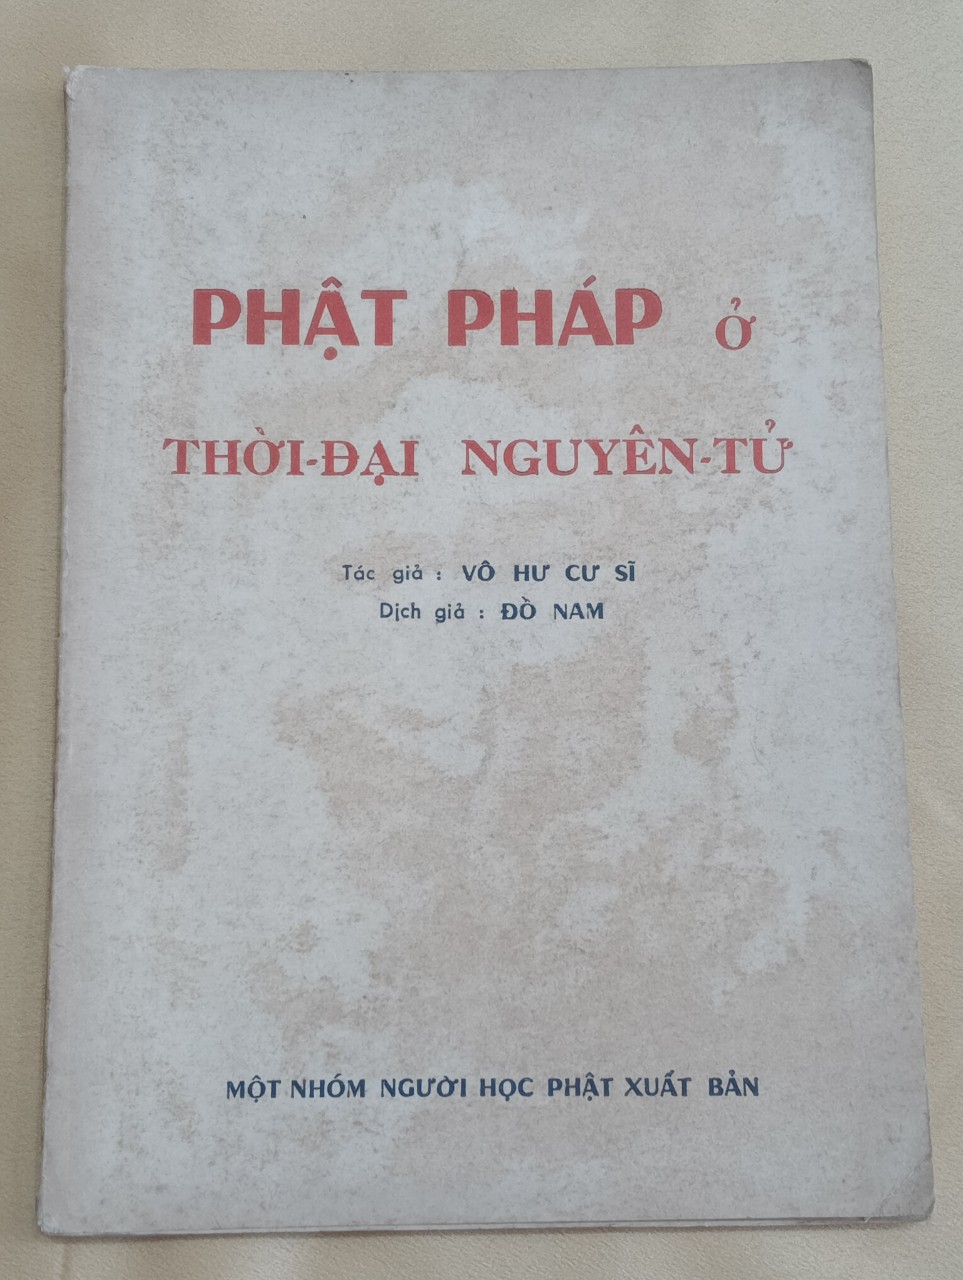 PHẬT PHÁP Ở
THỜI-ĐẠI NGUYÊN-TỬ
Tác giả : VÔ HƯ CƯ SĨ
Dịch giả : ĐỒ NAM
MỘT NHÓM NGƯỜI HỌC PHẬT XUẤT BẢN